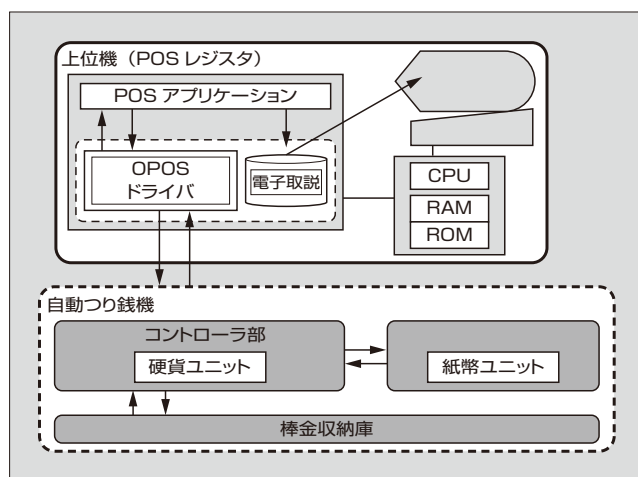 上位機（POS レジスタ）
POS アプリケーション
OPOS
ドライバ
電子取説
CPU
RAM
ROM
自動つり銭機
コントローラ部
硬貨ユニット
紙幣ユニット
棒金収納庫